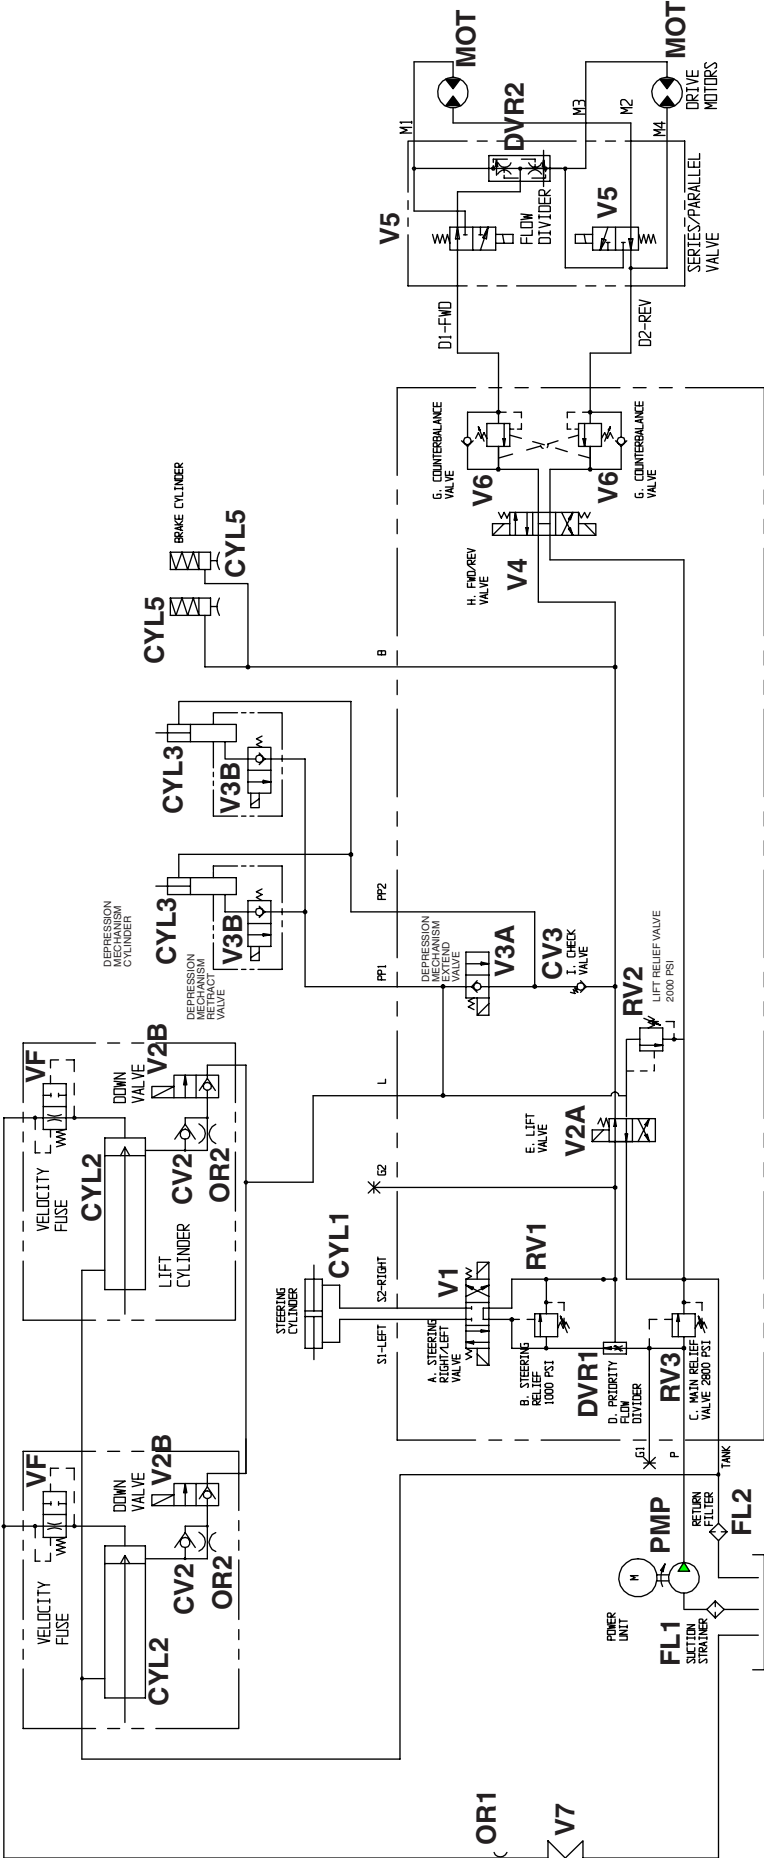 VF
VELOCITY
FUSE
DOWN
VALVE
V2B
CV2
OR2
CYL2
VF
VELOCITY
FUSE
CYL2
DOWN
VALVE
V2B
CV2
OR2
LIFT
CYLINDER
DEPRESSION
MECHANISM
CYLINDER
CYL3
DEPRESSION
MECHANISM
RETRACT
VALVE
V3B
CYL3
V3B
CYL5
BRAKE CYLINDER
CYL5
STEERING
CYLINDER
CYL1
S1-LEFT
S2-RIGHT
G2
L
PP1
PP2
B
A. STEERING
RIGHT/LEFT
VALVE
V1
DEPRESSION
MECHANISM
EXTEND
VALVE
V3A
CV3
I. CHECK
VALVE
H. FWD/REV
VALVE
V4
G. COUNTERBALANCE
VALVE
V6
V6
G. COUNTERBALANCE
VALVE
D1-FWD
D2-REV
V5
FLOW
DIVIDER
DVR2
V5
SERIES/PARALLEL
VALVE
M1
M3
M2
M4
MOT
MOT
DRIVE
MOTORS
B. STEERING
RELIEF
1000 PSI
RV1
DVR1
D. PRIORITY
FLOW
DIVIDER
E. LIFT
VALVE
V2A
RV2
LIFT RELIEF VALVE
2000 PSI
RV3
C. MAIN RELIEF
VALVE 2800 PSI
G1
P
TANK
OR1
V7
POWER
UNIT
M
PMP
FL1
SUCTION
STRAINER
RETURN
FILTER
FL2